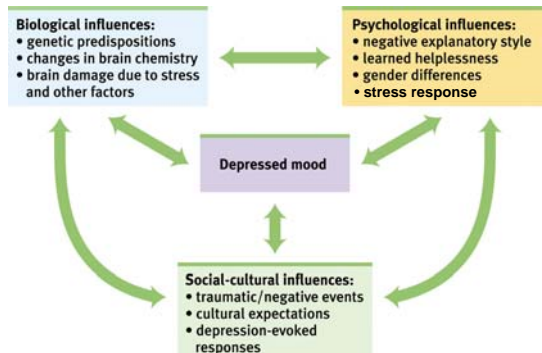 Biological influences:
• genetic predispositions
• changes in brain chemistry
• brain damage due to stress
and other factors
Psychological influences:
• negative explanatory style
• learned helplessness
• gender differences
• stress response
Depressed mood
Social-cultural influences:
• traumatic/negative events
• cultural expectations
• depression-evoked
responses